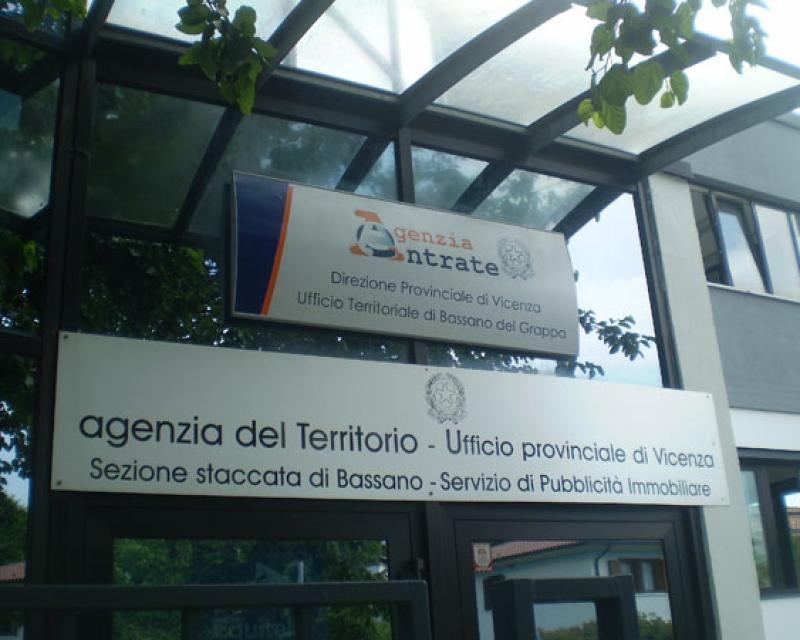 Agenzia
Entrate
Direzione Provinciale di Vicenza
Ufficio Territoriale di Bassano del Grappa
agenzia del Territorio - Ufficio provinciale di Vicenza
Sezione staccata di Bassano - Servizio di Pubblicità Immobiliare